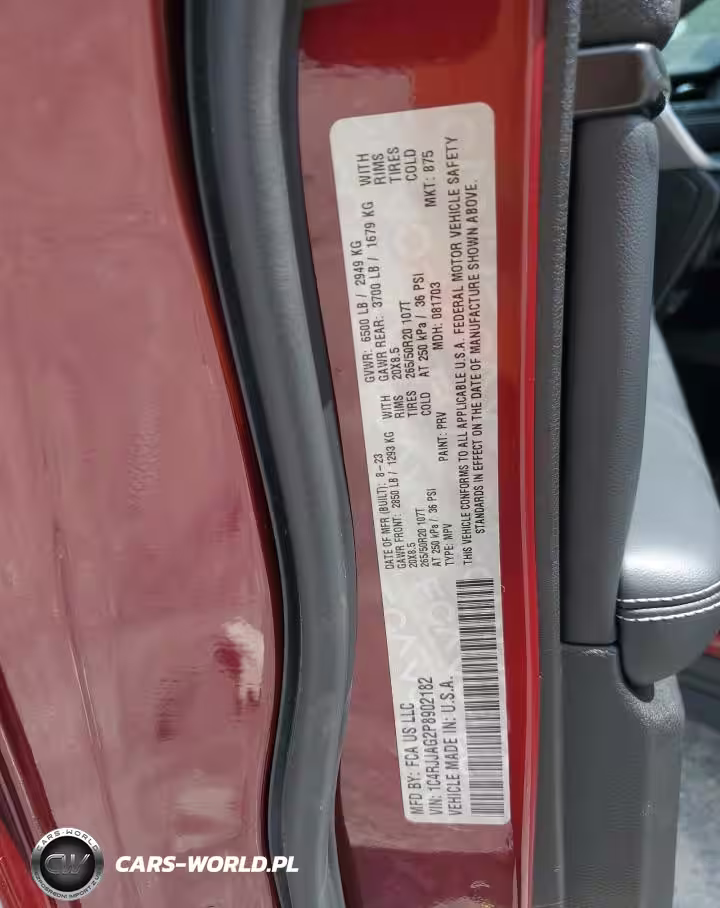 MFD BY: FCA US LLC
VIN: 1C4RJJAG2P8902182
VEHICLE MADE IN: U.S.A.
DATE OF MFR (BUILT): 8-23
GAWR FRONT: 2850 LB / 1293 KG WITH
20X8.5 RIMS
265/50R20 107T TIRES
AT 250 kPa / 36 PSI COLD
TYPE: MPV PAINT: PRV
GVWR: 6500 LB / 2949 KG
GAWR REAR: 3700 LB / 1679 KG WITH
20X8.5 RIMS
265/50R20 107T TIRES
AT 250 kPa / 36 PSI COLD
MDH: 081703 MKT: 875
THIS VEHICLE CONFORMS TO ALL APPLICABLE U.S.A. FEDERAL MOTOR VEHICLE SAFETY
STANDARDS IN EFFECT ON THE DATE OF MANUFACTURE SHOWN ABOVE.
CARS-WORLD
CW
CARS-WORLD.PL